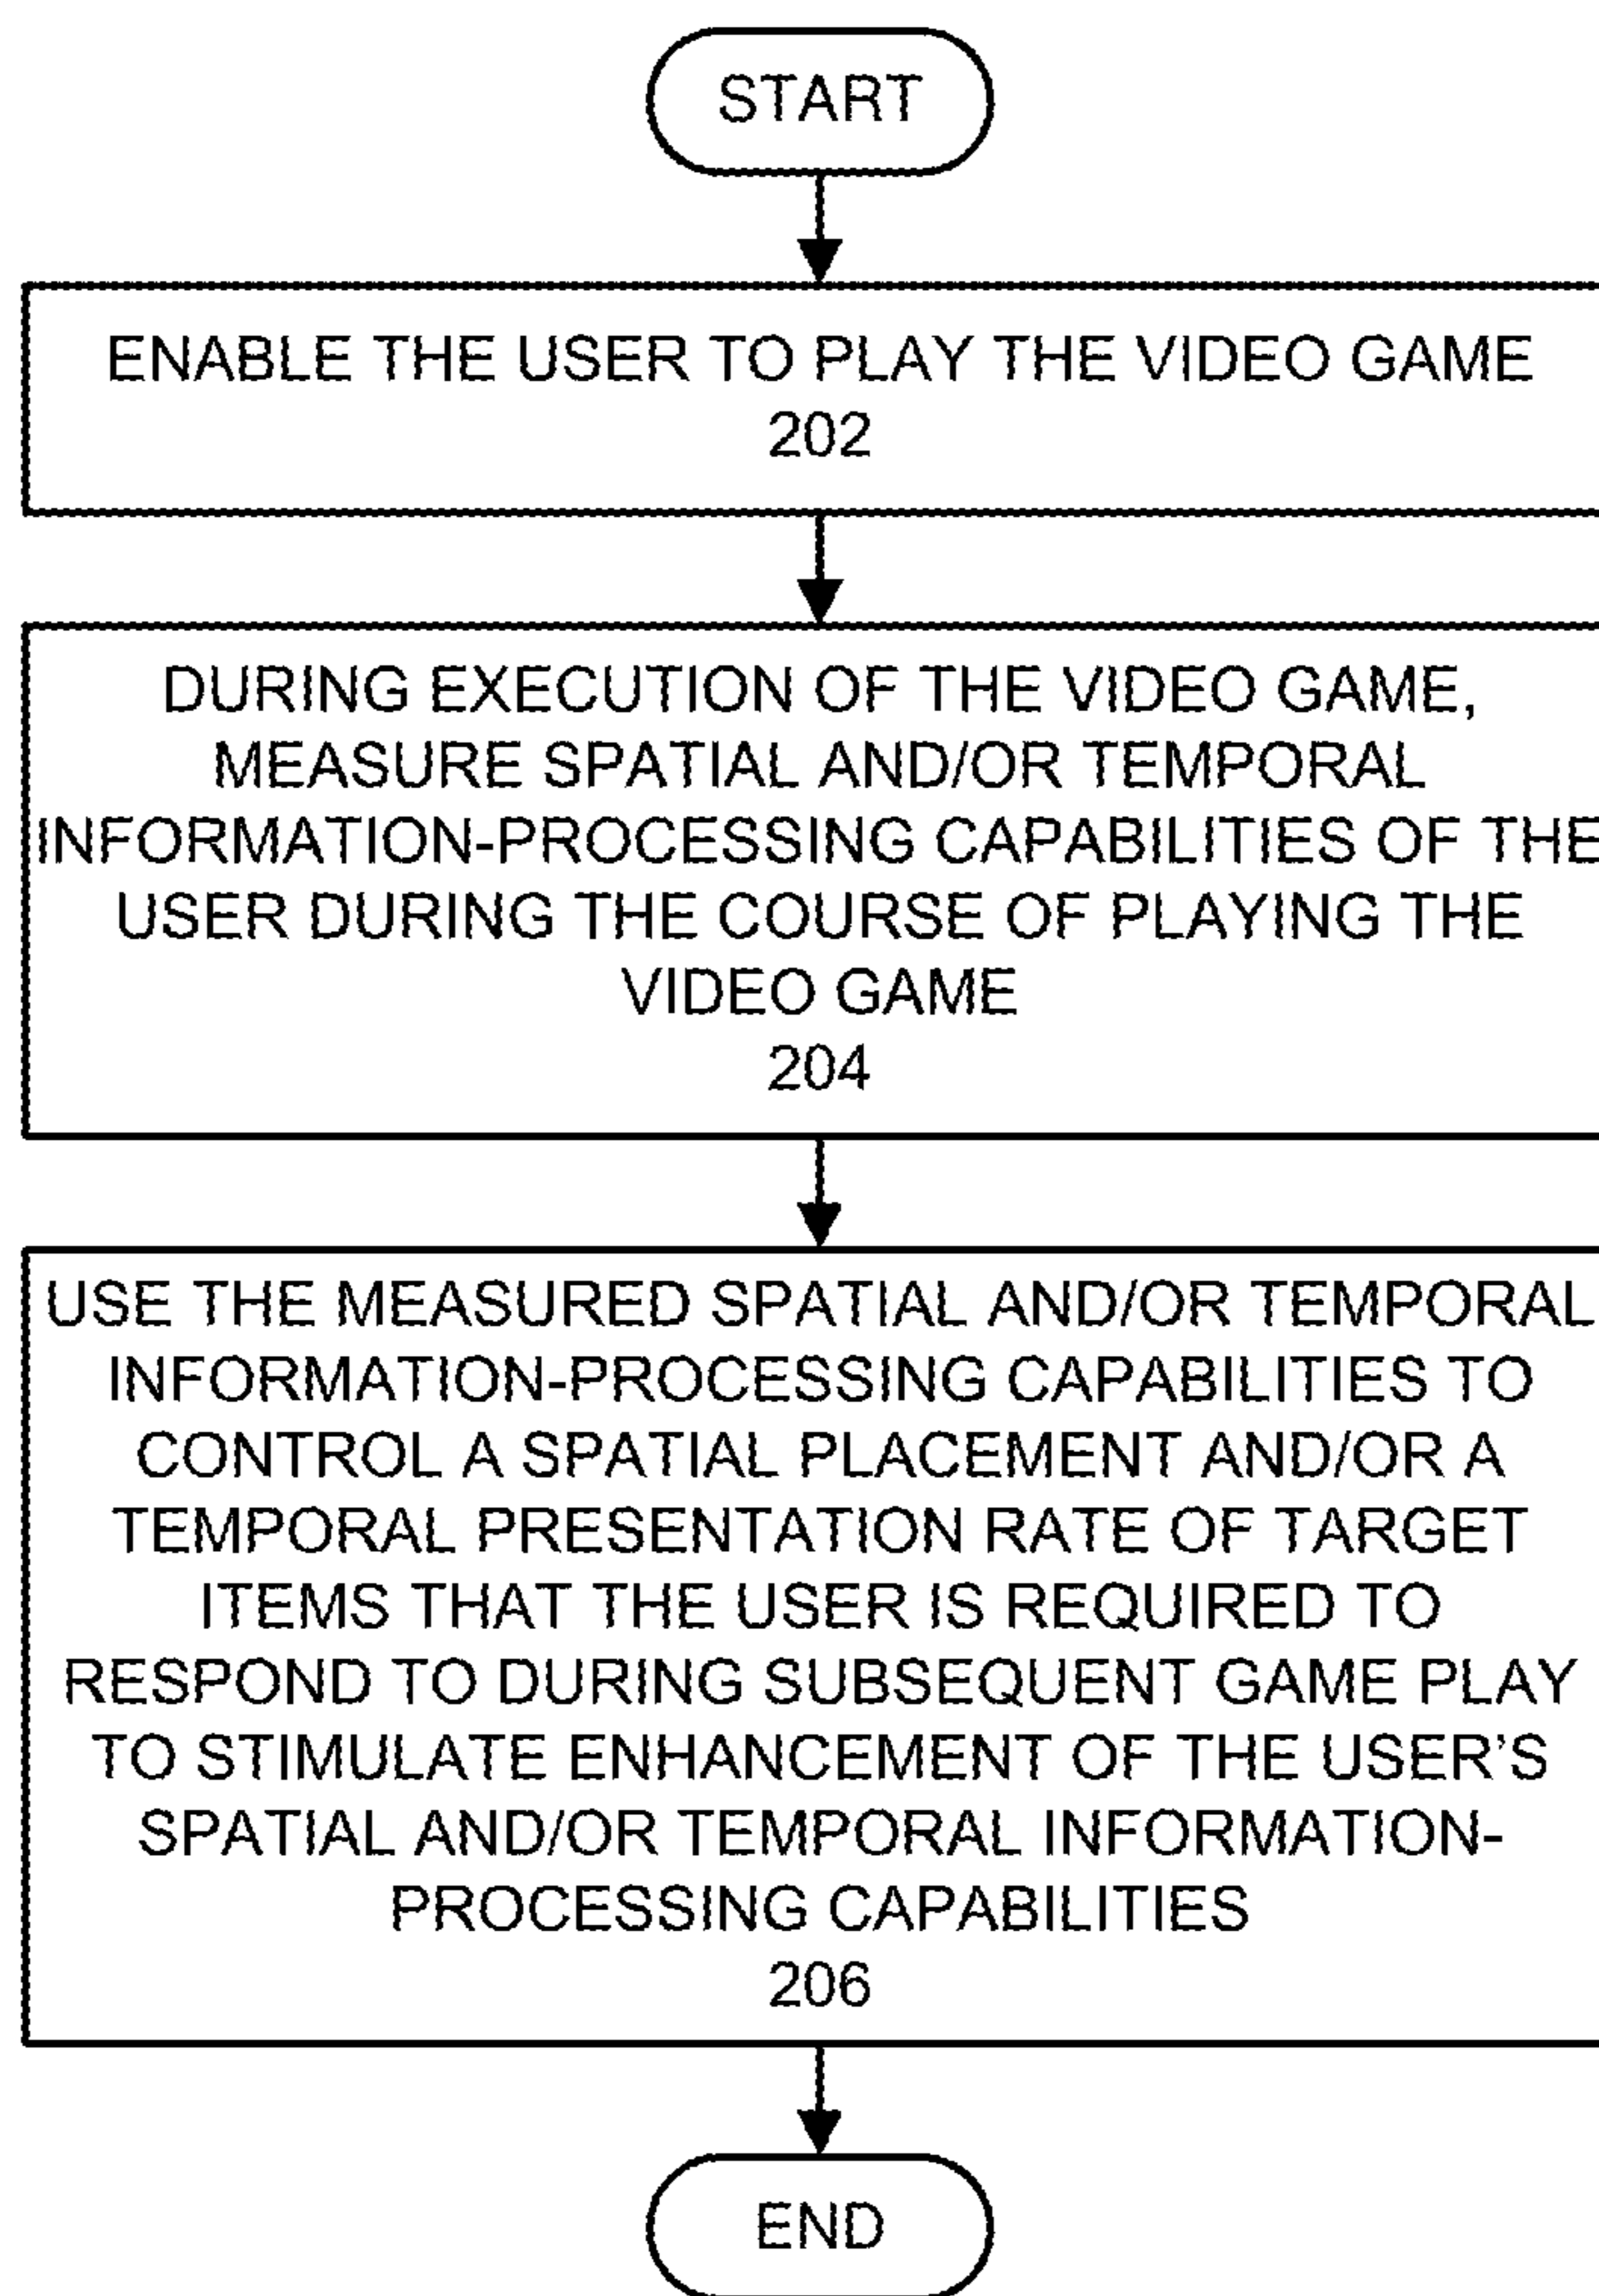 START
ENABLE THE USER TO PLAY THE VIDEO GAME
202
DURING EXECUTION OF THE VIDEO GAME,
MEASURE SPATIAL AND/OR TEMPORAL
INFORMATION-PROCESSING CAPABILITIES OF THE
USER DURING THE COURSE OF PLAYING THE
VIDEO GAME
204
USE THE MEASURED SPATIAL AND/OR TEMPORAL
INFORMATION-PROCESSING CAPABILITIES TO
CONTROL A SPATIAL PLACEMENT AND/OR A
TEMPORAL PRESENTATION RATE OF TARGET
ITEMS THAT THE USER IS REQUIRED TO
RESPOND TO DURING SUBSEQUENT GAME PLAY
TO STIMULATE ENHANCEMENT OF THE USER'S
SPATIAL AND/OR TEMPORAL INFORMATION-
PROCESSING CAPABILITIES
206
END